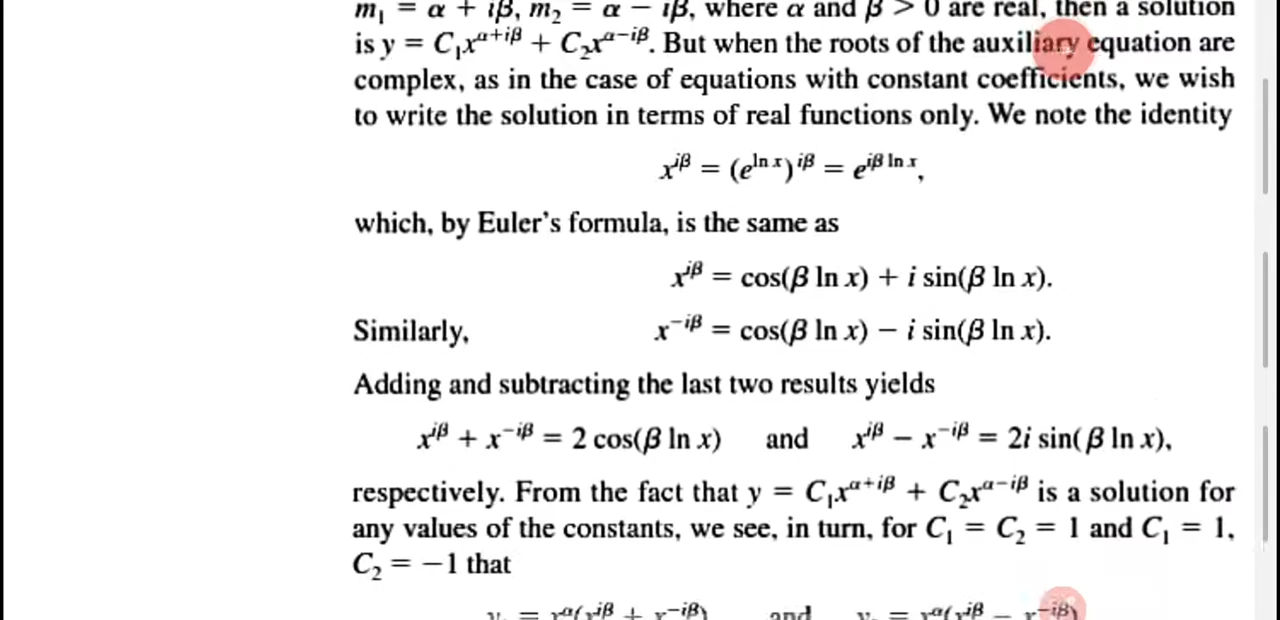 m₁ = α + iβ, m₂ = α − iβ, where α and β > 0 are real, then a solution
is y = C₁x^{α+iβ} + C₂x^{α−iβ}. But when the roots of the auxiliary equation are
complex, as in the case of equations with constant coefficients, we wish
to write the solution in terms of real functions only. We note the identity
x^{iβ} = (e^{ln x})^{iβ} = e^{iβ ln x},
which, by Euler's formula, is the same as
x^{iβ} = cos(β ln x) + i sin(β ln x).
Similarly, x^{−iβ} = cos(β ln x) − i sin(β ln x).
Adding and subtracting the last two results yields
x^{iβ} + x^{−iβ} = 2 cos(β ln x) and x^{iβ} − x^{−iβ} = 2i sin(β ln x),
respectively. From the fact that y = C₁x^{α+iβ} + C₂x^{α−iβ} is a solution for
any values of the constants, we see, in turn, for C₁ = C₂ = 1 and C₁ = 1,
C₂ = −1 that
= x^α(x^{iβ} + x^{−iβ}) and = x^α(x^{iβ} − x^{−iβ})